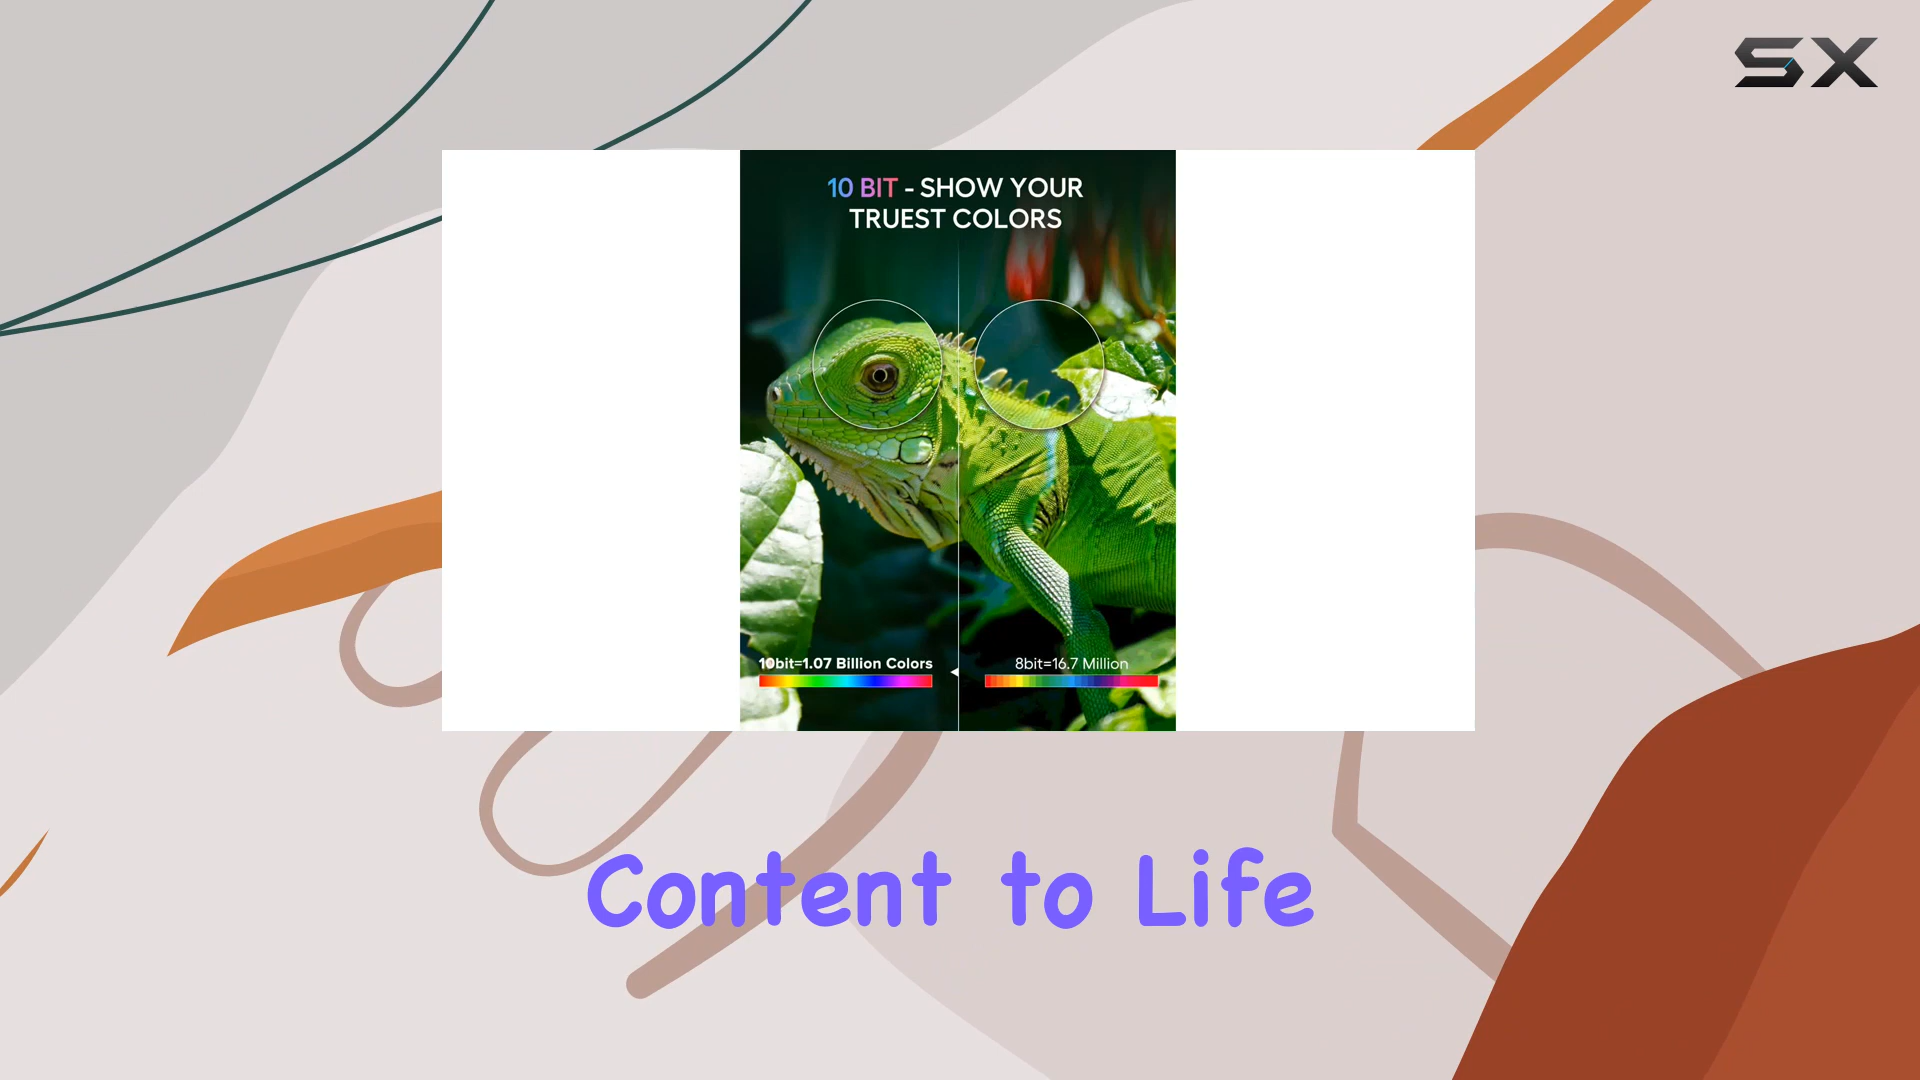 SX
10 BIT - SHOW YOUR
TRUEST COLORS
10bit=1.07 Billion Colors
8bit=16.7 Million
Content to Life